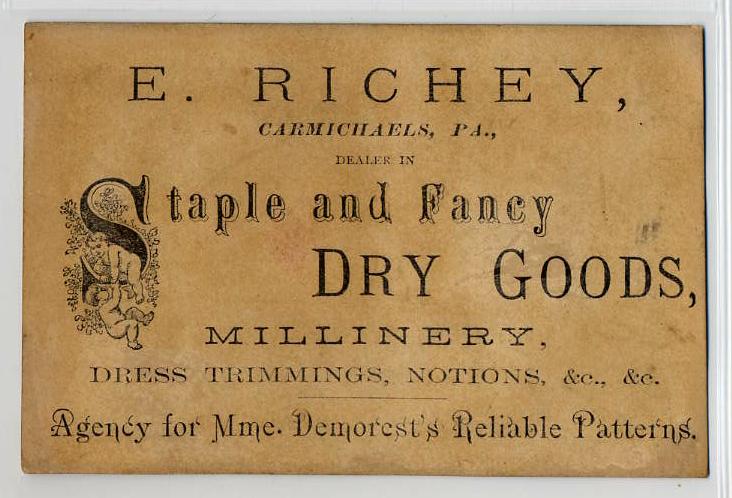 E. RICHEY,
CARMICHAELS, PA.,
DEALER IN
Staple and Fancy
DRY GOODS,
MILLINERY,
DRESS TRIMMINGS, NOTIONS, &c., &c.
Agency for Mme. Demorest's Reliable Patterns.